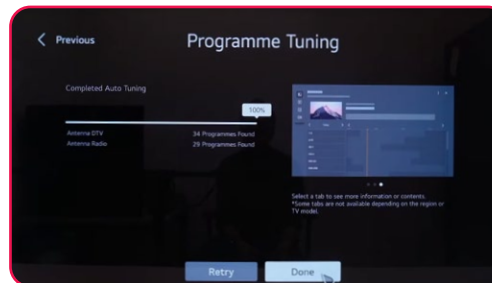 Previous
Programme Tuning
Completed Auto Tuning
100%
Antenna DTV 34 Programmes Found
Antenna Radio 29 Programmes Found
Select a tab to see more information or contents.
*Some tabs are not available depending on the region or
TV model.
Retry
Done